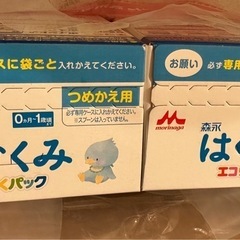 スに袋ごと入れかえてください。
つめかえ用
0ヵ月~1歳頃
必ず専用ケースに入れかえてください。
※スプーンは入っていません。
くみ
くパック
お願い
必ず専用
morinaga
森永
は
エコ